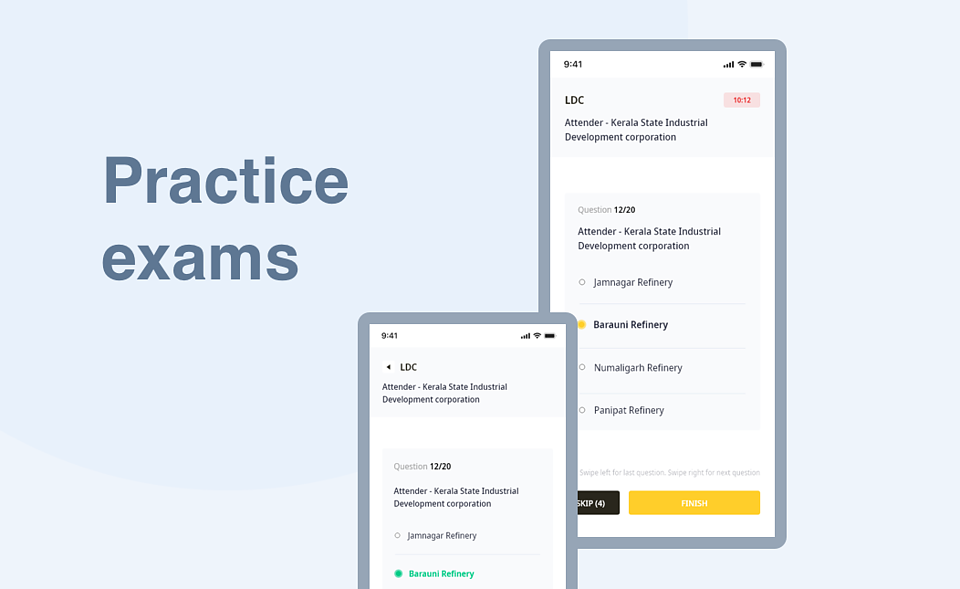 Practice
exams
9:41
LDC
10:12
Attender - Kerala State Industrial
Development corporation
Question 12/20
Attender - Kerala State Industrial
Development corporation
Jamnagar Refinery
Barauni Refinery
Numaligarh Refinery
Panipat Refinery
Swipe left for last question. Swipe right for next question
SKIP (4)
FINISH
9:41
LDC
Attender - Kerala State Industrial
Development corporation
Question 12/20
Attender - Kerala State Industrial
Development corporation
Jamnagar Refinery
Barauni Refinery